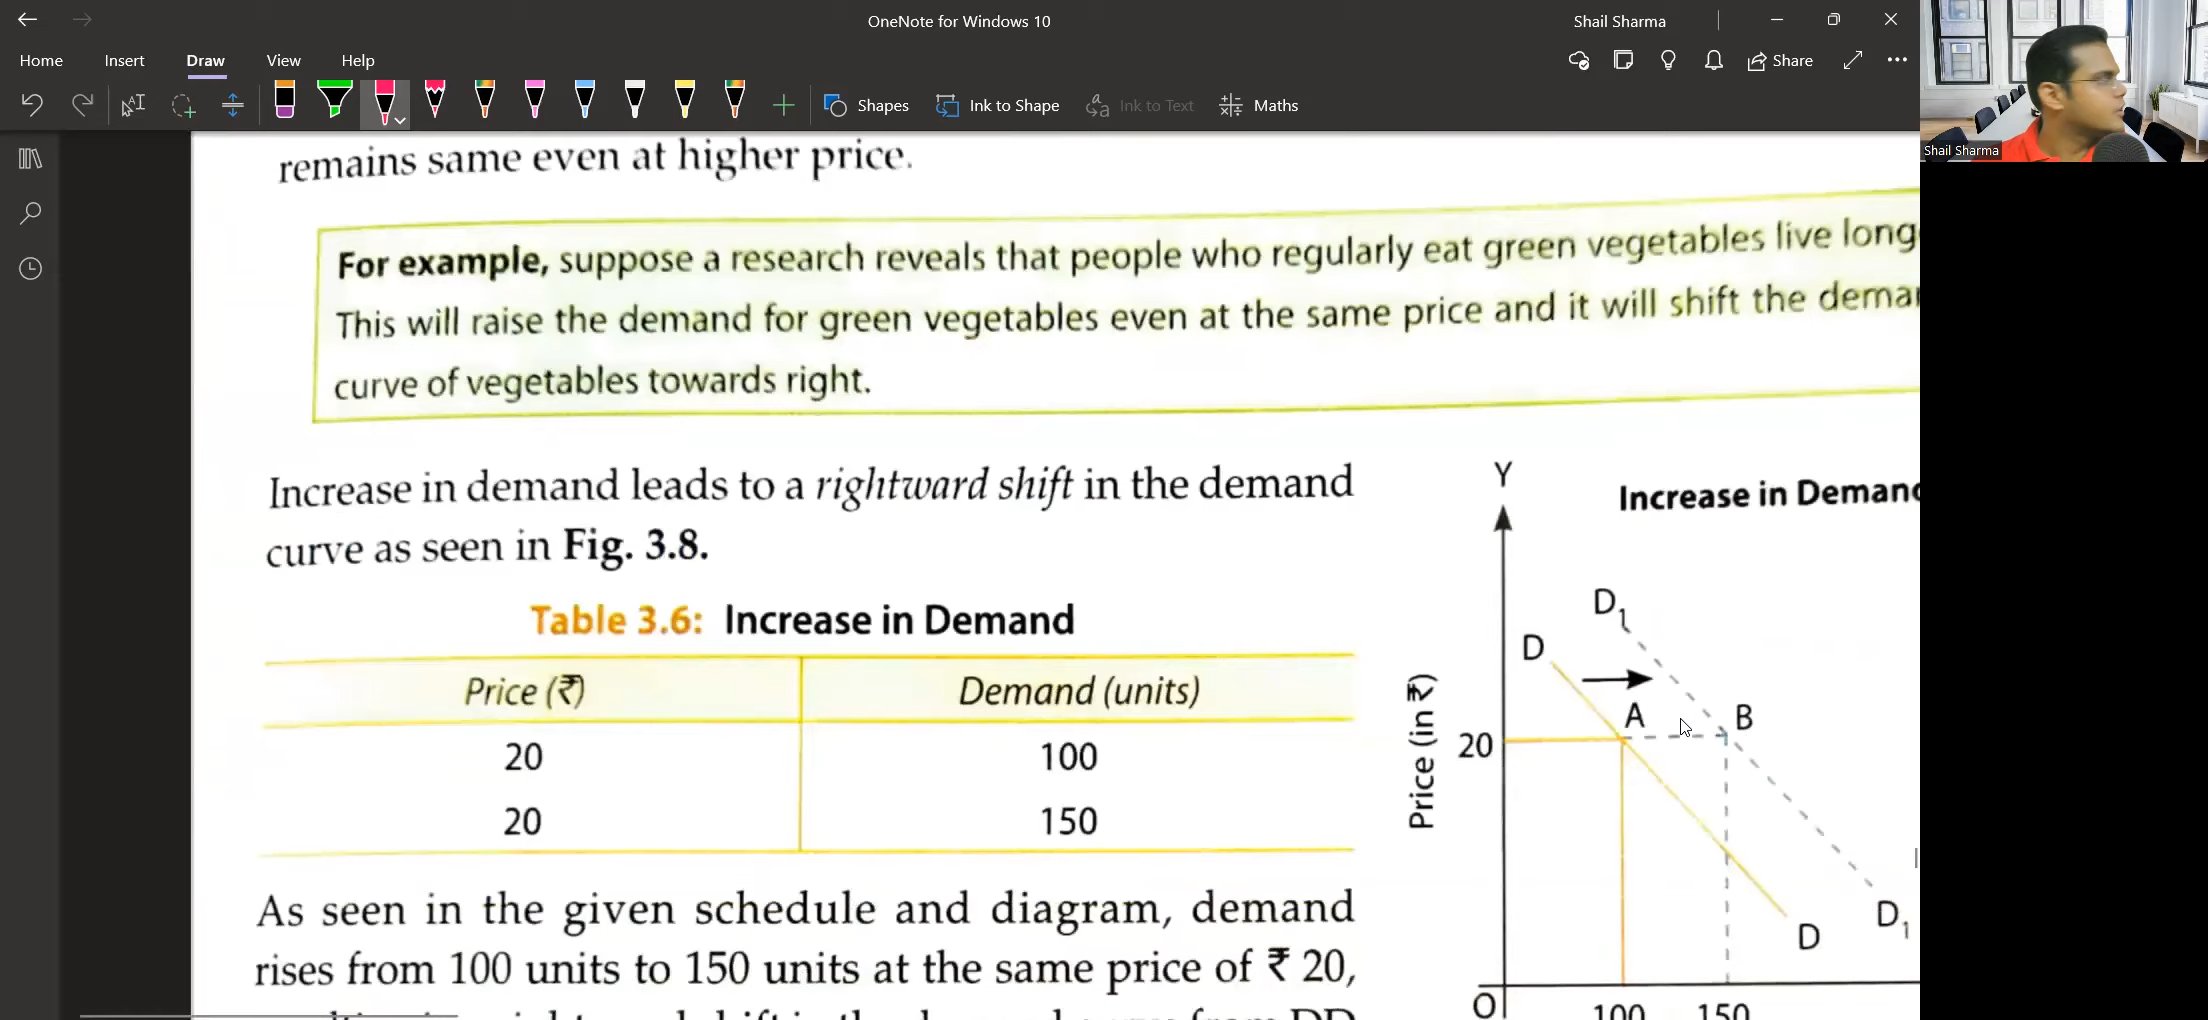 OneNote for Windows 10
Shail Sharma
Home Insert Draw View Help
Share
Shapes
Ink to Shape
Ink to Text
Maths
Shail Sharma
remains same even at higher price.
For example, suppose a research reveals that people who regularly eat green vegetables live long
This will raise the demand for green vegetables even at the same price and it will shift the dema
curve of vegetables towards right.
Increase in demand leads to a rightward shift in the demand
curve as seen in Fig. 3.8.
Table 3.6: Increase in Demand
Price (₹) Demand (units)
20 100
20 150
As seen in the given schedule and diagram, demand
rises from 100 units to 150 units at the same price of ₹ 20,
Y
Increase in Deman
D₁
D
A
B
Price (in ₹)
20
D₁
D
O
100 150